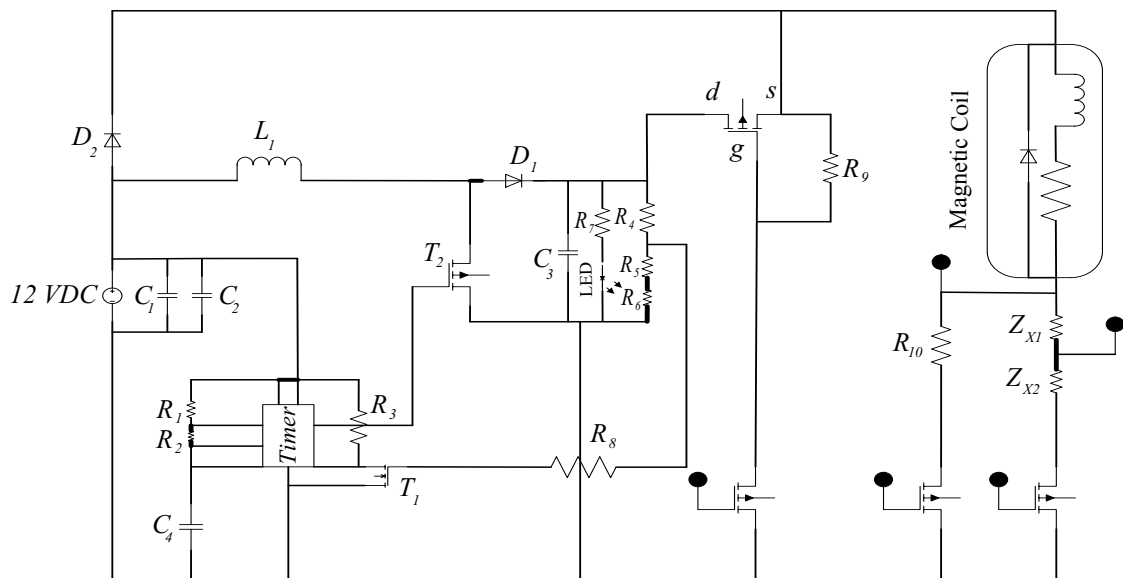 d
s
g
Magnetic Coil
D2
L1
D1
R9
R7
R4
T2
C3
LED
R5
R6
12 VDC
C1
C2
R10
ZX1
ZX2
R1
R2
Timer
R3
R8
T1
C4